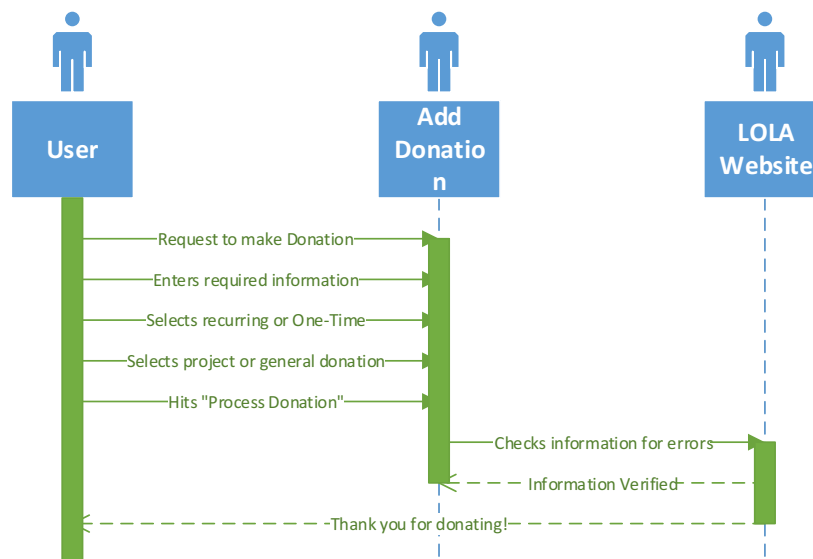 User
Add
Donatio
n
LOLA
Website
Request to make Donation
Enters required information
Selects recurring or One-Time
Selects project or general donation
Hits "Process Donation"
Checks information for errors
Information Verified
Thank you for donating!